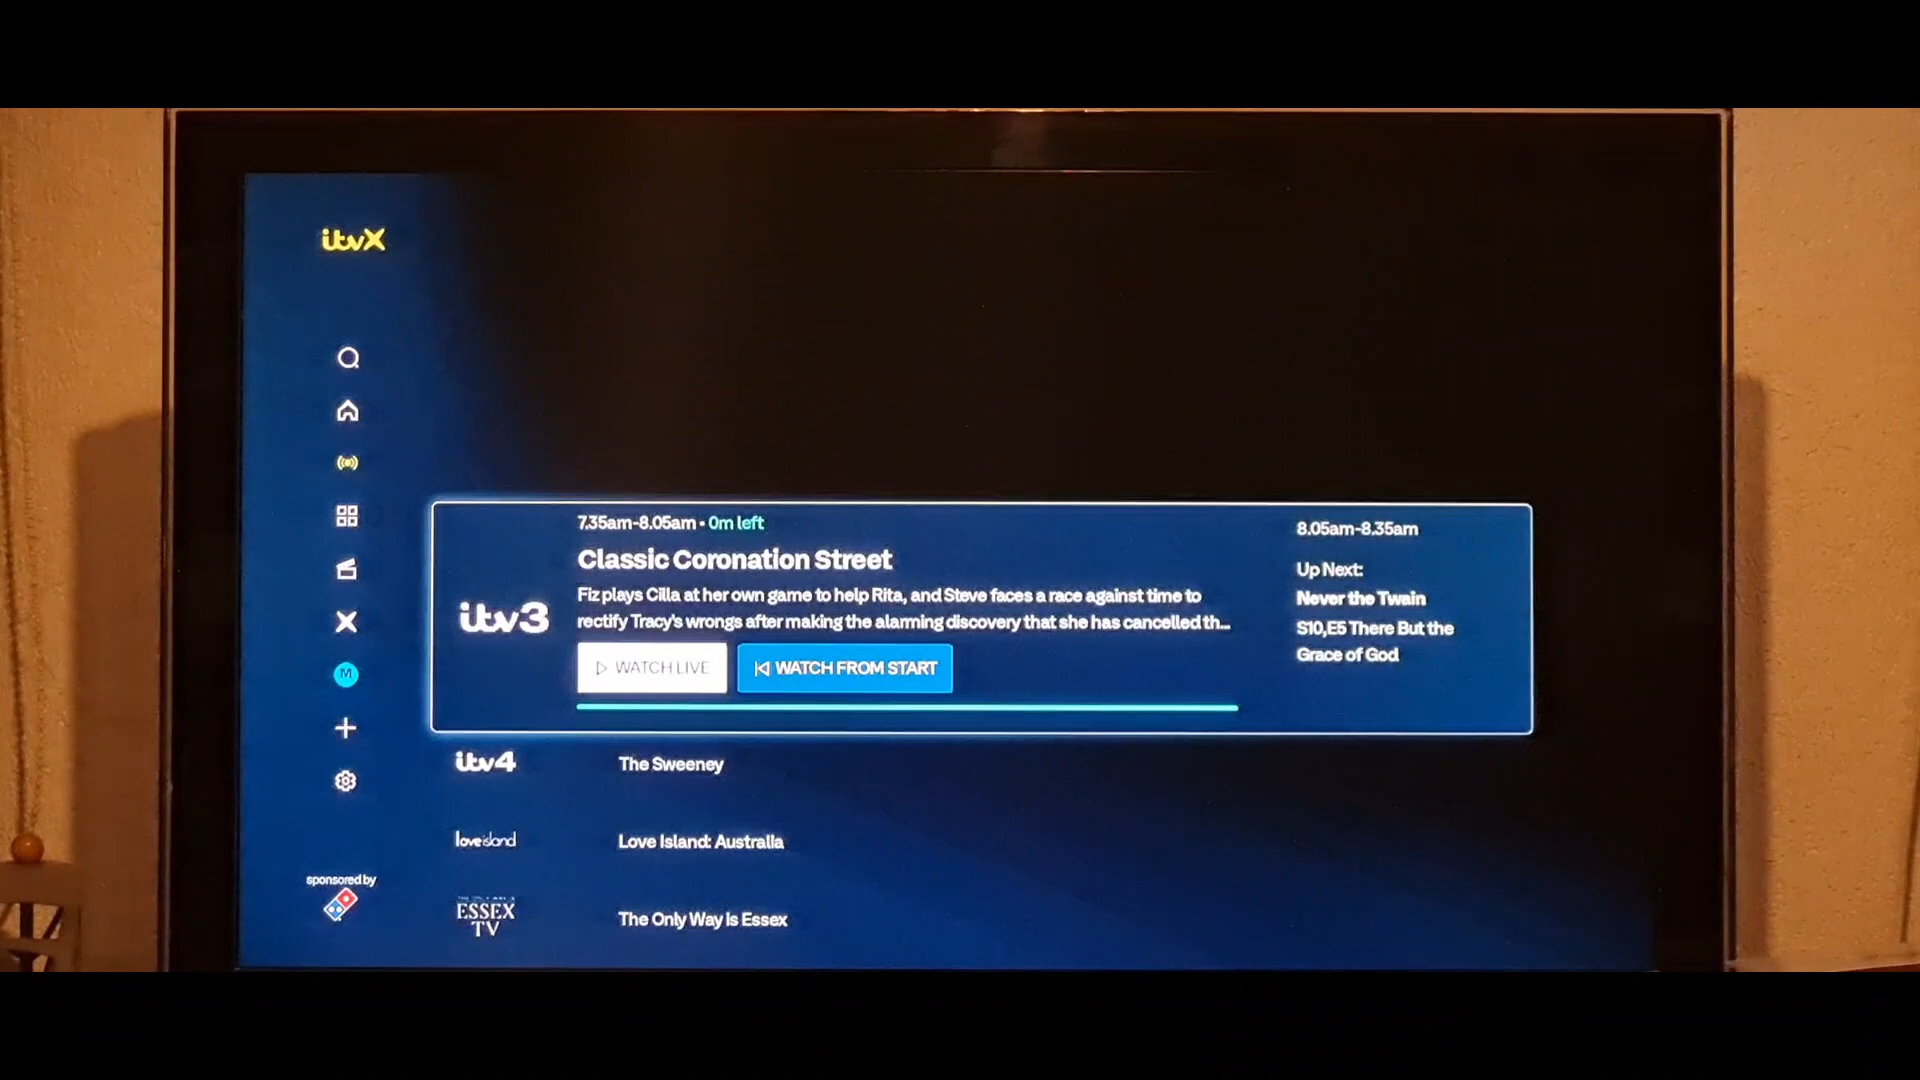 itvX
7.35am-8.05am • 0m left
Classic Coronation Street
Fiz plays Cilla at her own game to help Rita, and Steve faces a race against time to
rectify Tracy's wrongs after making the alarming discovery that she has cancelled th...
itv3
WATCH LIVE
WATCH FROM START
8.05am-8.35am
Up Next:
Never the Twain
S10,E5 There But the
Grace of God
M
itv4
The Sweeney
loveisland
Love Island: Australia
sponsored by
ESSEX
TV
The Only Way Is Essex